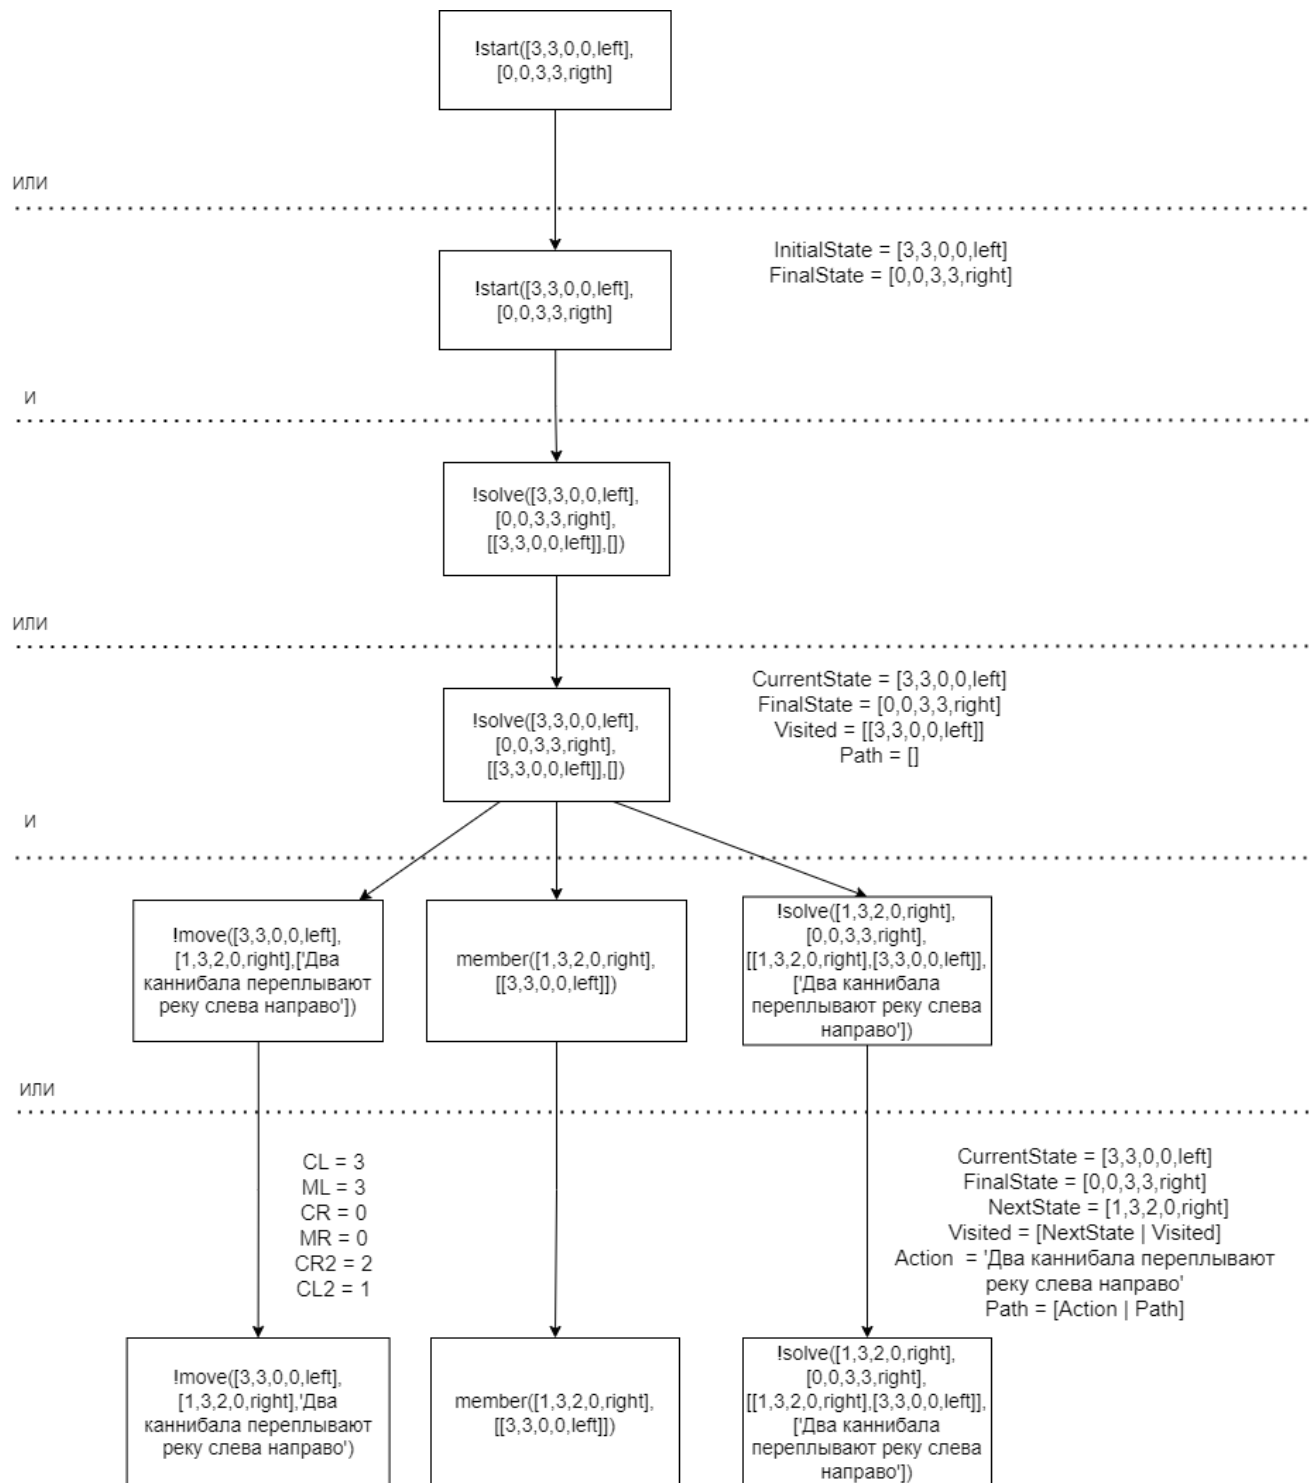 !start([3,3,0,0,left],
[0,0,3,3,rigth]
или
InitialState = [3,3,0,0,left]
FinalState = [0,0,3,3,right]
!start([3,3,0,0,left],
[0,0,3,3,rigth]
и
!solve([3,3,0,0,left],
[0,0,3,3,right],
[[3,3,0,0,left]],[])
или
CurrentState = [3,3,0,0,left]
FinalState = [0,0,3,3,right]
Visited = [[3,3,0,0,left]]
Path = []
!solve([3,3,0,0,left],
[0,0,3,3,right],
[[3,3,0,0,left]],[])
и
!move([3,3,0,0,left],
[1,3,2,0,right],['Два
каннибала переплывают
реку слева направо'])
member([1,3,2,0,right],
[[3,3,0,0,left]])
!solve([1,3,2,0,right],
[0,0,3,3,right],
[[1,3,2,0,right],[3,3,0,0,left]],
['Два каннибала
переплывают реку слева
направо'])
или
CL = 3
ML = 3
CR = 0
MR = 0
CR2 = 2
CL2 = 1
CurrentState = [3,3,0,0,left]
FinalState = [0,0,3,3,right]
NextState = [1,3,2,0,right]
Visited = [NextState | Visited]
Action = 'Два каннибала переплывают
реку слева направо'
Path = [Action | Path]
!move([3,3,0,0,left],
[1,3,2,0,right],'Два
каннибала переплывают
реку слева направо')
member([1,3,2,0,right],
[[3,3,0,0,left]])
!solve([1,3,2,0,right],
[0,0,3,3,right],
[[1,3,2,0,right],[3,3,0,0,left]],
['Два каннибала
переплывают реку слева
направо'])